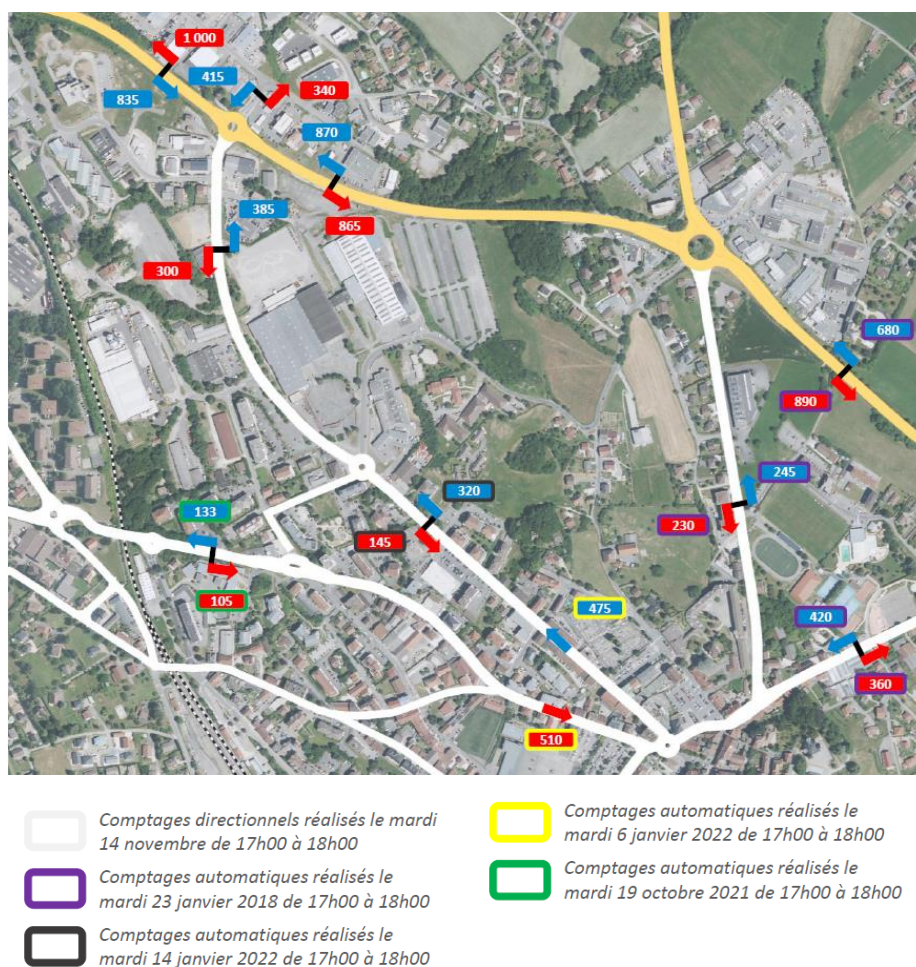 1 000
415
340
835
870
385
865
300
680
890
245
320
133
230
145
105
475
420
360
510
Comptages directionnels réalisés le mardi
14 novembre de 17h00 à 18h00
Comptages automatiques réalisés le
mardi 23 janvier 2018 de 17h00 à 18h00
Comptages automatiques réalisés le
mardi 14 janvier 2022 de 17h00 à 18h00
Comptages automatiques réalisés le
mardi 6 janvier 2022 de 17h00 à 18h00
Comptages automatiques réalisés le
mardi 19 octobre 2021 de 17h00 à 18h00